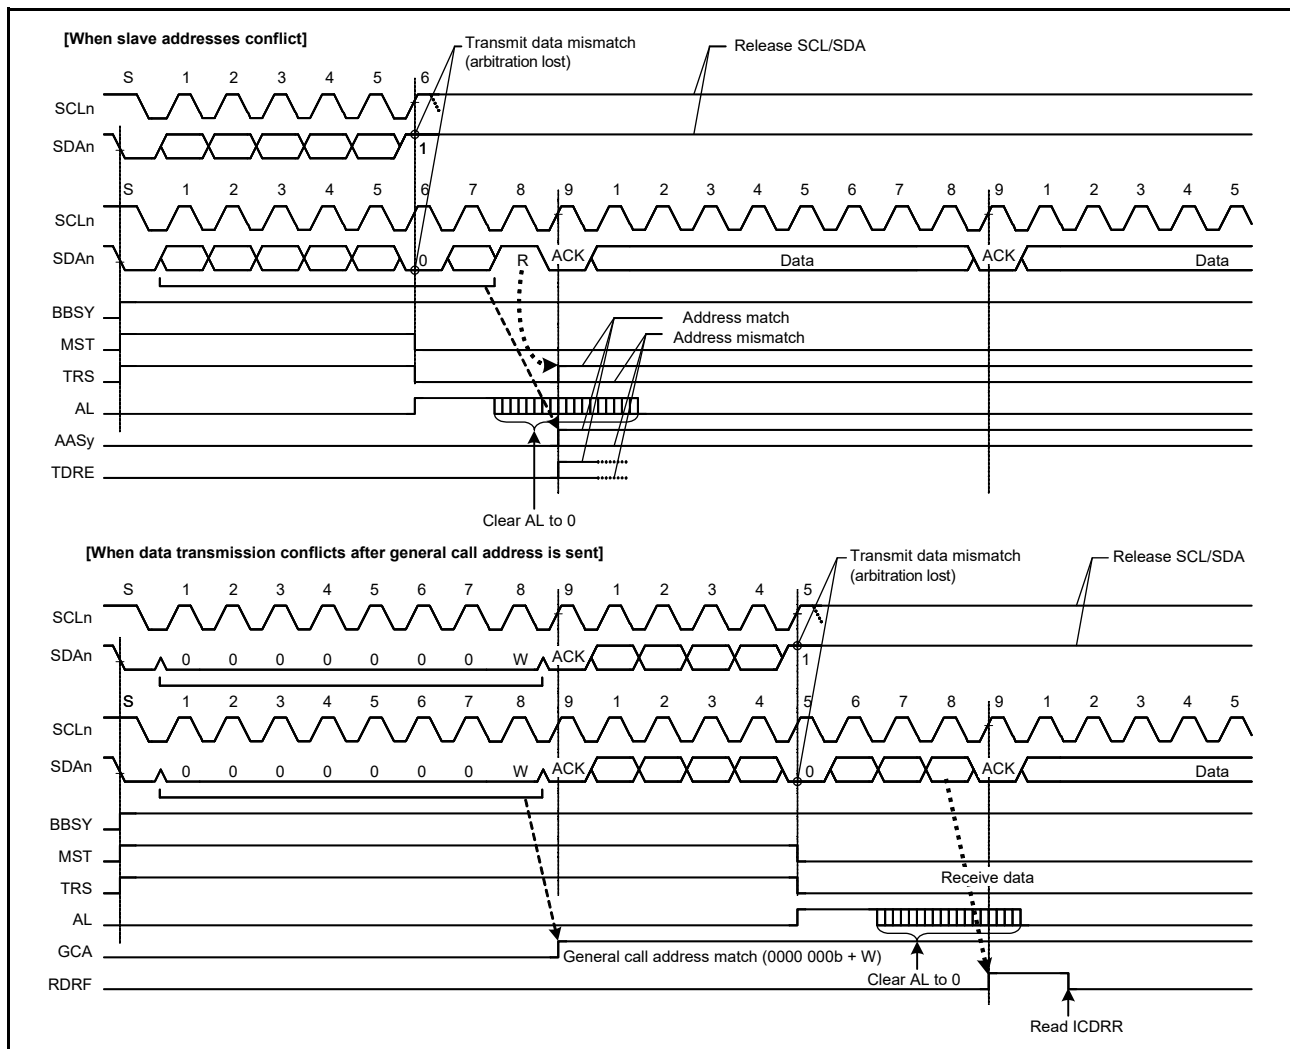 [When slave addresses conflict]
Transmit data mismatch
(arbitration lost)
Release SCL/SDA
S 1 2 3 4 5 6
SCLn
SDAn
1
S 1 2 3 4 5 6 7 8 9 1 2 3 4 5 6 7 8 9 1 2 3 4 5
SCLn
SDAn 0 R ACK Data ACK Data
BBSY
Address match
MST
Address mismatch
TRS
AL
AASy
TDRE
Clear AL to 0
[When data transmission conflicts after general call address is sent]
Transmit data mismatch
(arbitration lost)
Release SCL/SDA
S 1 2 3 4 5 6 7 8 9 1 2 3 4 5
SCLn
SDAn 0 0 0 0 0 0 0 W ACK 1
S 1 2 3 4 5 6 7 8 9 1 2 3 4 5 6 7 8 9 1 2 3 4 5
SCLn
SDAn 0 0 0 0 0 0 0 W ACK 0 ACK Data
BBSY
MST
Receive data
TRS
AL
GCA
General call address match (0000 000b + W)
Clear AL to 0
RDRF
Read ICDRR